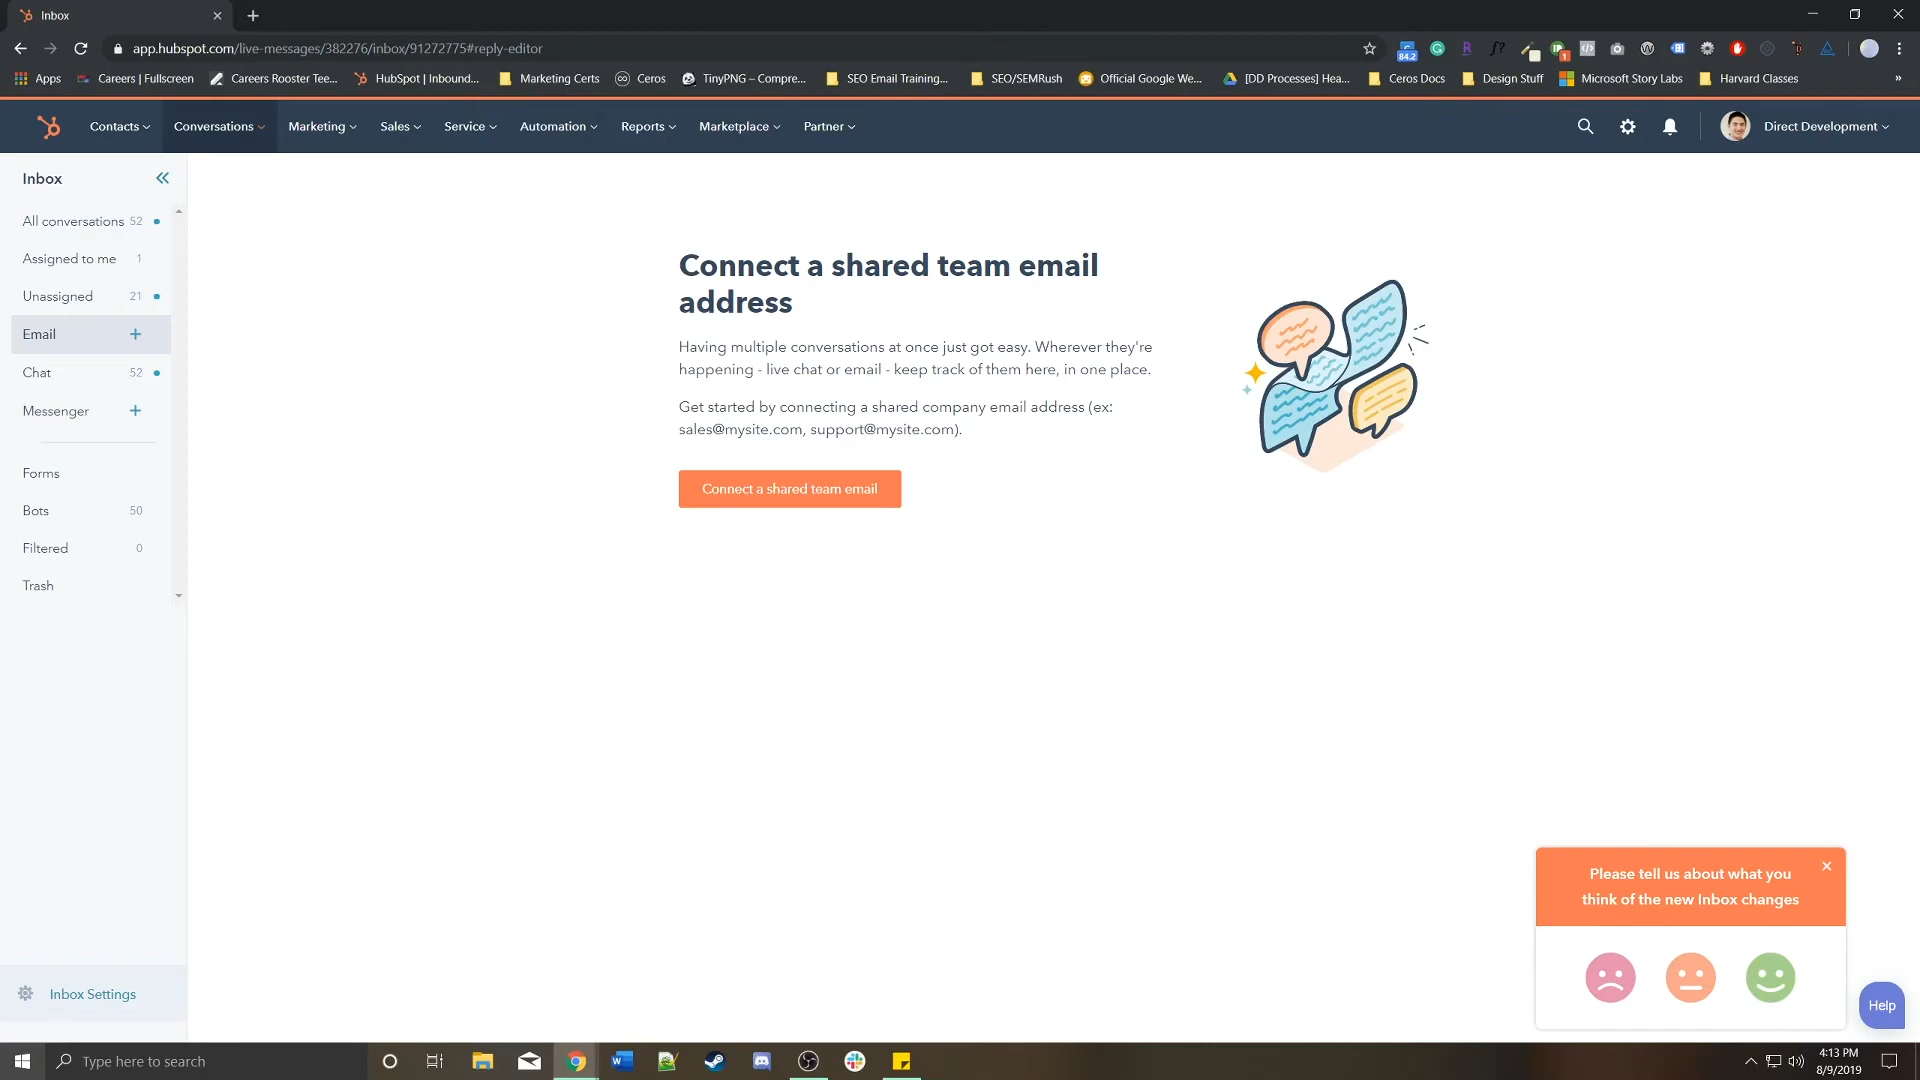 Inbox
app.hubspot.com/live-messages/382276/inbox/91272775#reply-editor
84.2
1
Apps
Careers | Fullscreen
Careers Rooster Tee...
HubSpot | Inbound...
Marketing Certs
Ceros
TinyPNG – Compre...
SEO Email Training...
SEO/SEMRush
Official Google We...
[DD Processes] Hea...
Ceros Docs
Design Stuff
Microsoft Story Labs
Harvard Classes
»
Contacts
Conversations
Marketing
Sales
Service
Automation
Reports
Marketplace
Partner
Direct Development
Inbox
All conversations 52
Assigned to me 1
Unassigned 21
Email +
Chat 52
Messenger +
Forms
Bots 50
Filtered 0
Trash
Inbox Settings
Connect a shared team email
address
Having multiple conversations at once just got easy. Wherever they're
happening - live chat or email - keep track of them here, in one place.
Get started by connecting a shared company email address (ex:
sales@mysite.com, support@mysite.com).
Connect a shared team email
Please tell us about what you
think of the new Inbox changes
Help
Type here to search
4:13 PM
8/9/2019